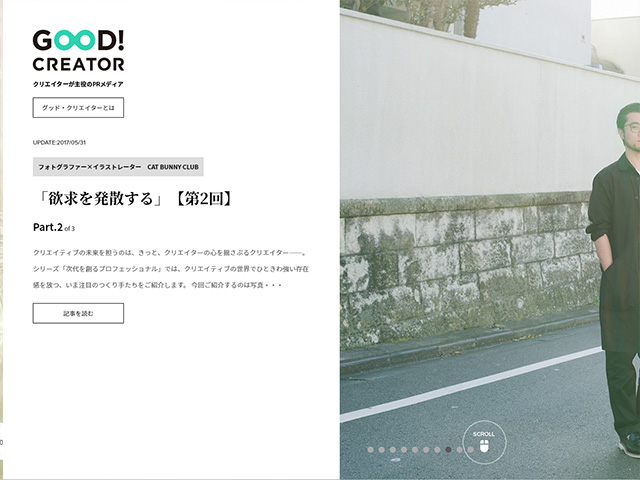 GOOD!
CREATOR
クリエイターが主役のPRメディア
グッド・クリエイターとは
UPDATE:2017/05/31
フォトグラファー×イラストレーター CAT BUNNY CLUB
「欲求を発散する」【第2回】
Part.2 of 3
クリエイティブの未来を担うのは、きっと、クリエイターの心を揺さぶるクリエイター——。
シリーズ「次代を創るプロフェッショナル」では、クリエイティブの世界でひときわ強い存在
感を放つ、いま注目のつくり手たちをご紹介します。 今回ご紹介するのは写真・・・
記事を読む
SCROLL